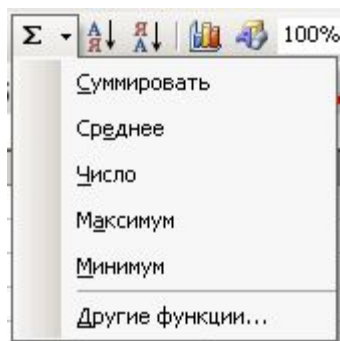 Σ А Я Я А 100%
Суммировать
Среднее
Число
Максимум
Минимум
Другие функции...